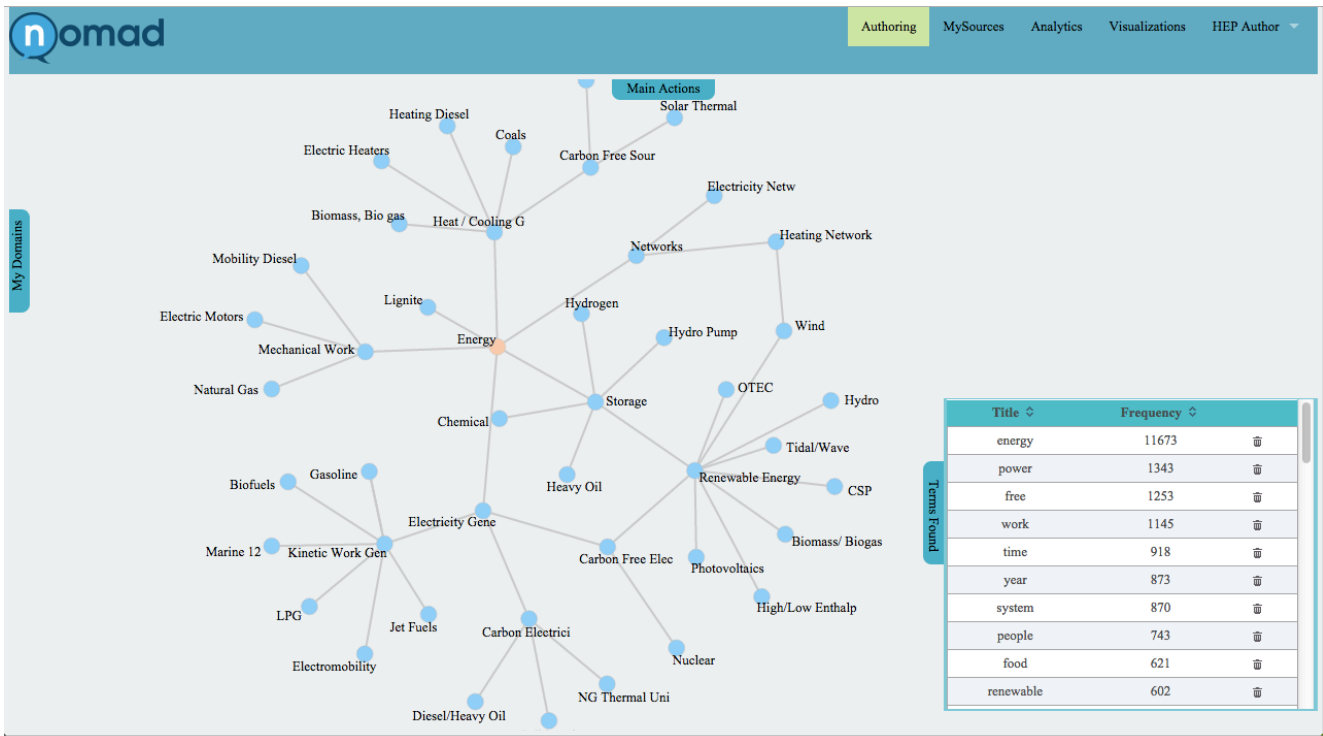 nomad
Authoring
MySources
Analytics
Visualizations
HEP Author
Main Actions
My Domains
Solar Thermal
Heating Diesel
Coals
Electric Heaters
Carbon Free Sour
Electricity Netw
Biomass, Bio gas
Heat / Cooling G
Heating Network
Networks
Mobility Diesel
Lignite
Hydrogen
Electric Motors
Wind
Hydro Pump
Energy
Mechanical Work
Natural Gas
OTEC
Storage
Hydro
Chemical
Tidal/Wave
Gasoline
Renewable Energy
Biofuels
Heavy Oil
CSP
Electricity Gene
Biomass/ Biogas
Marine 12
Kinetic Work Gen
Carbon Free Elec
Photovoltaics
High/Low Enthalp
LPG
Jet Fuels
Carbon Electrici
Electromobility
Nuclear
NG Thermal Uni
Diesel/Heavy Oil
Terms Found
Title Frequency
energy 11673
power 1343
free 1253
work 1145
time 918
year 873
system 870
people 743
food 621
renewable 602